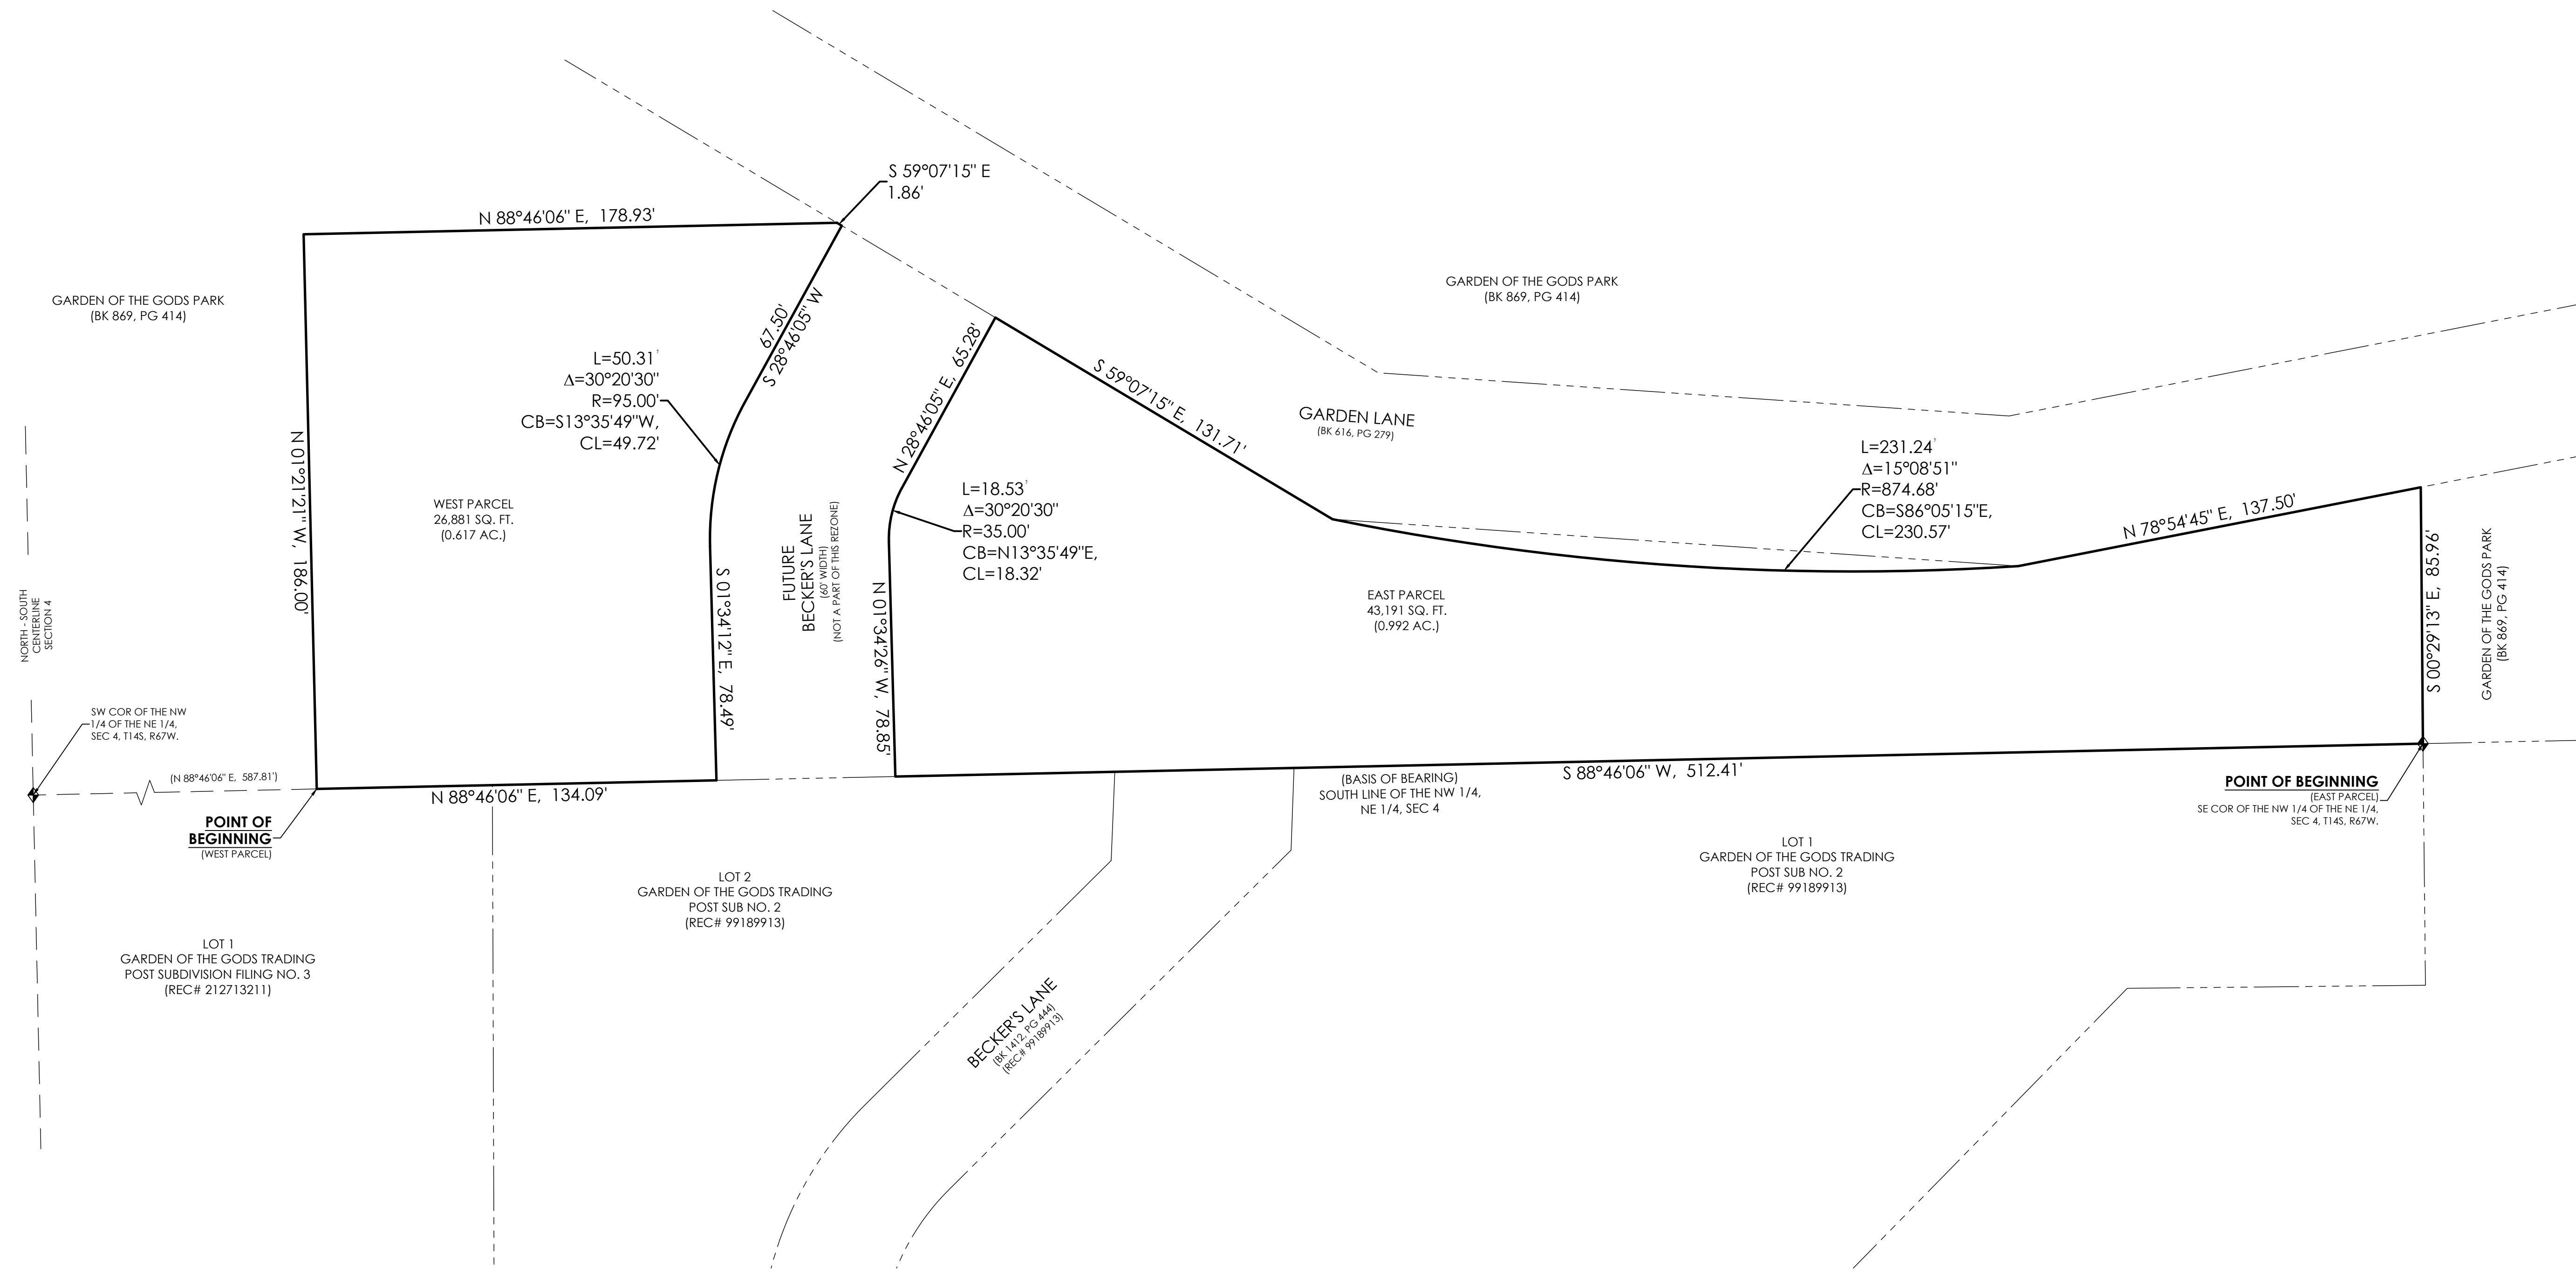 S 59°07'15" E
1.86'
N 88°46'06" E, 178.93'
GARDEN OF THE GODS PARK
(BK 869, PG 414)
GARDEN OF THE GODS PARK
(BK 869, PG 414)
67.50'
S 28°46'05" W
L=50.31'
Δ=30°20'30"
R=95.00'
CB=S13°35'49"W,
CL=49.72'
N 28°46'05" E, 65.28'
S 59°07'15" E, 131.71'
GARDEN LANE
(BK 616, PG 279)
L=231.24'
Δ=15°08'51"
R=874.68'
CB=S86°05'15"E,
CL=230.57'
N 78°54'45" E, 137.50'
N 01°21'21" W, 186.00'
WEST PARCEL
26,881 SQ. FT.
(0.617 AC.)
L=18.53'
Δ=30°20'30"
R=35.00'
CB=N13°35'49"E,
CL=18.32'
FUTURE
BECKER'S LANE
(60' WIDTH)
(NOT A PART OF THIS REZONE)
S 01°34'12" E, 78.49'
N 01°34'26" W, 78.85'
EAST PARCEL
43,191 SQ. FT.
(0.992 AC.)
S 00°29'13" E, 85.96'
GARDEN OF THE GODS PARK
(BK 869, PG 414)
NORTH - SOUTH
CENTERLINE
SECTION 4
SW COR OF THE NW
1/4 OF THE NE 1/4,
SEC 4, T14S, R67W.
(N 88°46'06" E, 587.81')
N 88°46'06" E, 134.09'
POINT OF
BEGINNING
(WEST PARCEL)
(BASIS OF BEARING)
SOUTH LINE OF THE NW 1/4,
NE 1/4, SEC 4
S 88°46'06" W, 512.41'
POINT OF BEGINNING
(EAST PARCEL)
SE COR OF THE NW 1/4 OF THE NE 1/4,
SEC 4, T14S, R67W.
LOT 1
GARDEN OF THE GODS TRADING
POST SUB NO. 2
(REC# 99189913)
LOT 2
GARDEN OF THE GODS TRADING
POST SUB NO. 2
(REC# 99189913)
LOT 1
GARDEN OF THE GODS TRADING
POST SUBDIVISION FILING NO. 3
(REC# 212713211)
BECKER'S LANE
(BK 1412, PG 444)
(REC# 99189913)